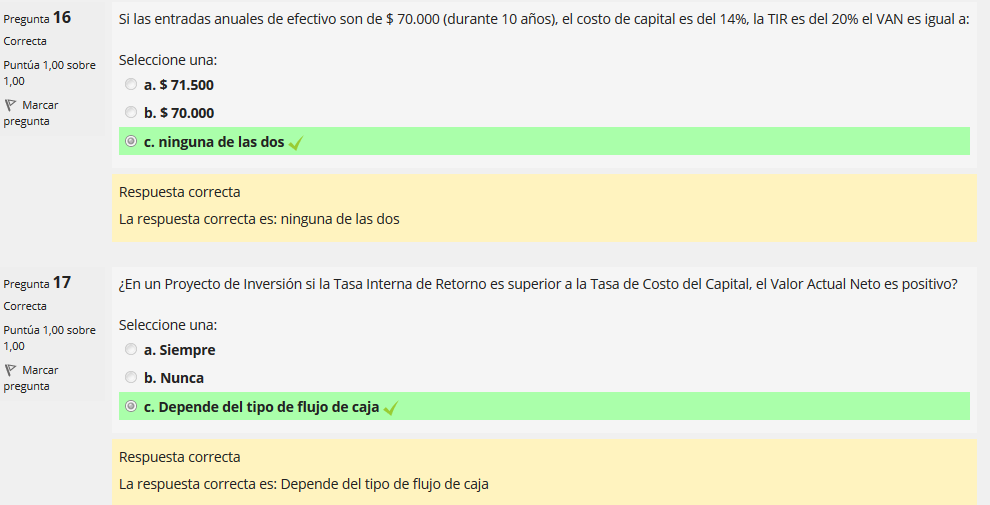 Pregunta 16
Correcta
Puntúa 1,00 sobre
1,00
Marcar
pregunta
Si las entradas anuales de efectivo son de $ 70.000 (durante 10 años), el costo de capital es del 14%, la TIR es del 20% el VAN es igual a:
Seleccione una:
a. $ 71.500
b. $ 70.000
c. ninguna de las dos
Respuesta correcta
La respuesta correcta es: ninguna de las dos
Pregunta 17
Correcta
Puntúa 1,00 sobre
1,00
Marcar
pregunta
¿En un Proyecto de Inversión si la Tasa Interna de Retorno es superior a la Tasa de Costo del Capital, el Valor Actual Neto es positivo?
Seleccione una:
a. Siempre
b. Nunca
c. Depende del tipo de flujo de caja
Respuesta correcta
La respuesta correcta es: Depende del tipo de flujo de caja